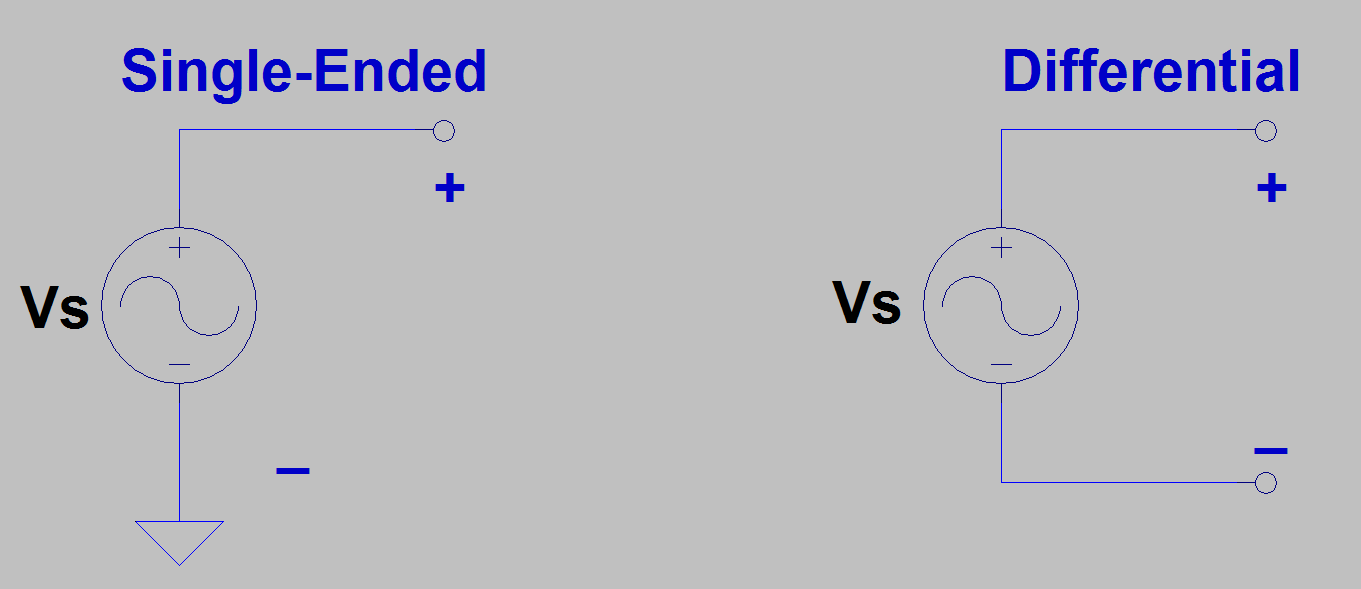 Single-Ended
Differential
+
+
+
+
Vs
Vs
–
–
–
–